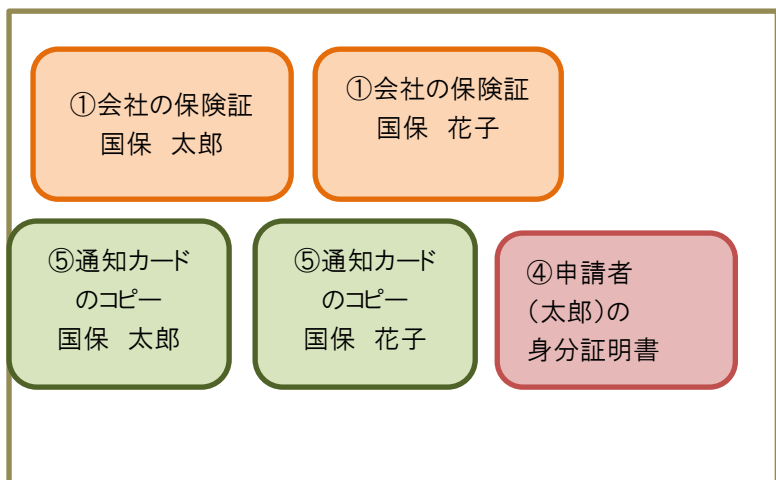 ①会社の保険証
国保　太郎
①会社の保険証
国保　花子
⑤通知カード
のコピー
国保　太郎
⑤通知カード
のコピー
国保　花子
④申請者
（太郎）の
身分証明書